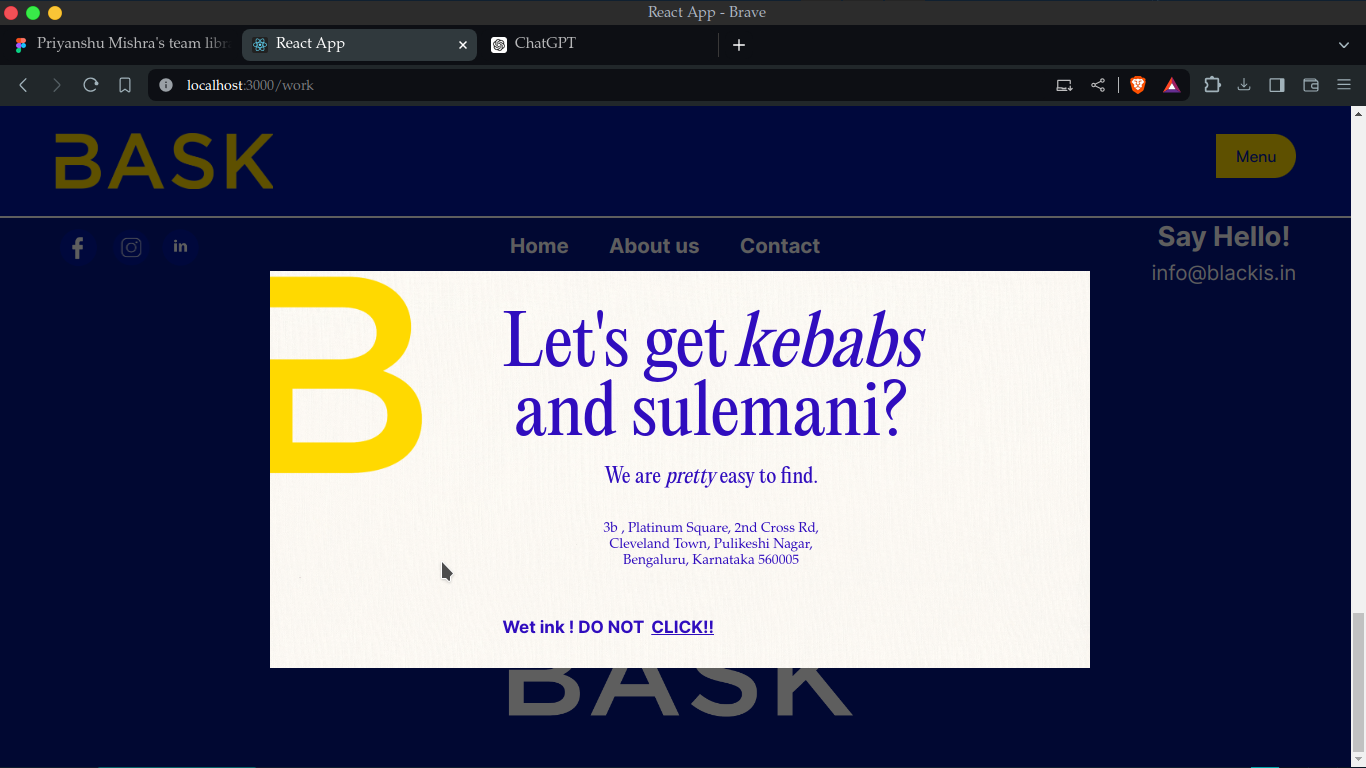 React App - Brave
Priyanshu Mishra's team libr
React App
ChatGPT
localhost:3000/work
BASK
Menu
in
Home
About us
Contact
Say Hello!
info@blackis.in
B
Let's get kebabs
and sulemani?
We are pretty easy to find.
3b , Platinum Square, 2nd Cross Rd,
Cleveland Town, Pulikeshi Nagar,
Bengaluru, Karnataka 560005
Wet ink ! DO NOT CLICK!!
BASK